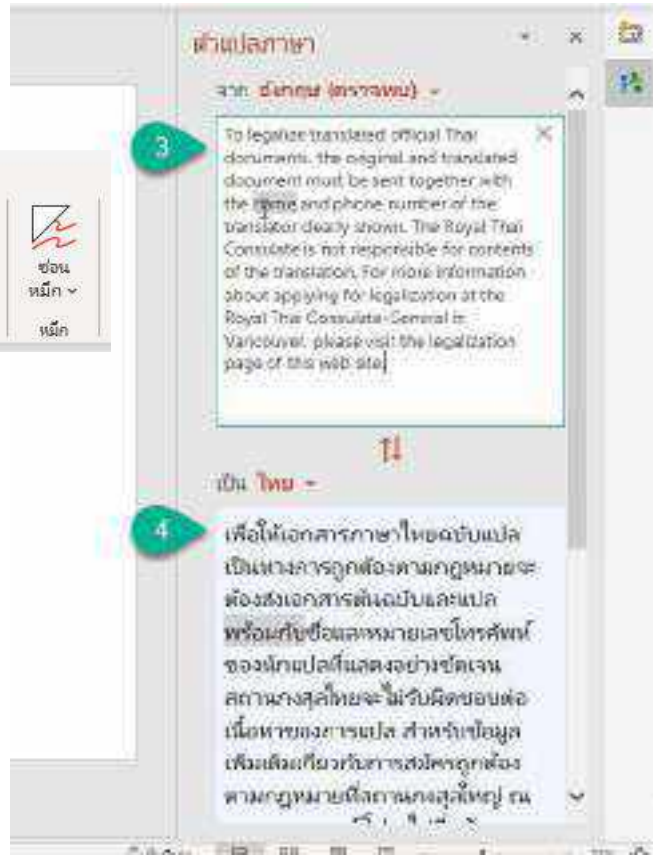 ตัวแปลภาษา
จาก อังกฤษ (ตรวจพบ)
3
To legalize translated official Thai
documents, the original and translated
document must be sent together with
the name and phone number of the
translator clearly shown. The Royal Thai
Consulate is not responsible for contents
of the translation. For more information
about applying for legalization at the
Royal Thai Consulate-General in
Vancouver, please visit the legalization
page of this web site
ซ่อน
หมึก
หมึก
เป็น ไทย
4
เพื่อให้เอกสารภาษาไทยฉบับแปล
เป็นทางการถูกต้องตามกฎหมายจะ
ต้องส่งเอกสารต้นฉบับและแปล
พร้อมกับชื่อและหมายเลขโทรศัพท์
ของนักแปลที่แสดงอย่างชัดเจน
สถานกงสุลไทยจะไม่รับผิดชอบต่อ
เนื้อหาของการแปล สำหรับข้อมูล
เพิ่มเติมเกี่ยวกับการสมัครถูกต้อง
ตามกฎหมายที่สถานกงสุลใหญ่ ณ